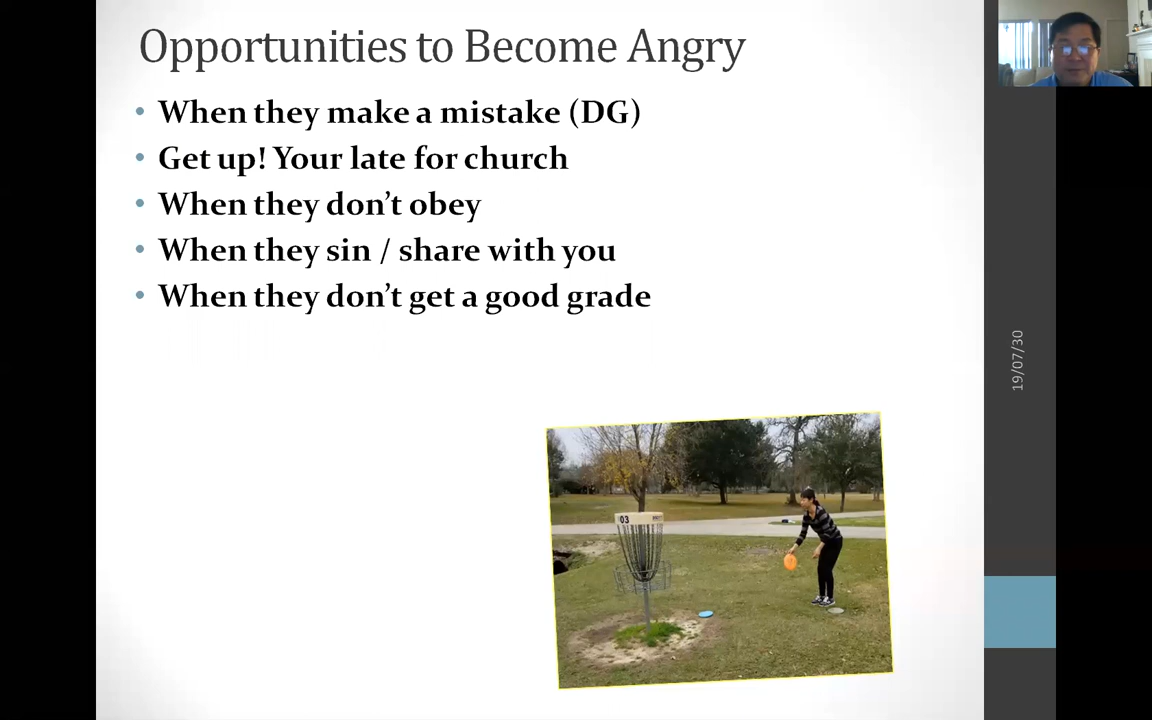 Opportunities to Become Angry
• When they make a mistake (DG)
• Get up! Your late for church
• When they don’t obey
• When they sin / share with you
• When they don’t get a good grade
19/07/30
03